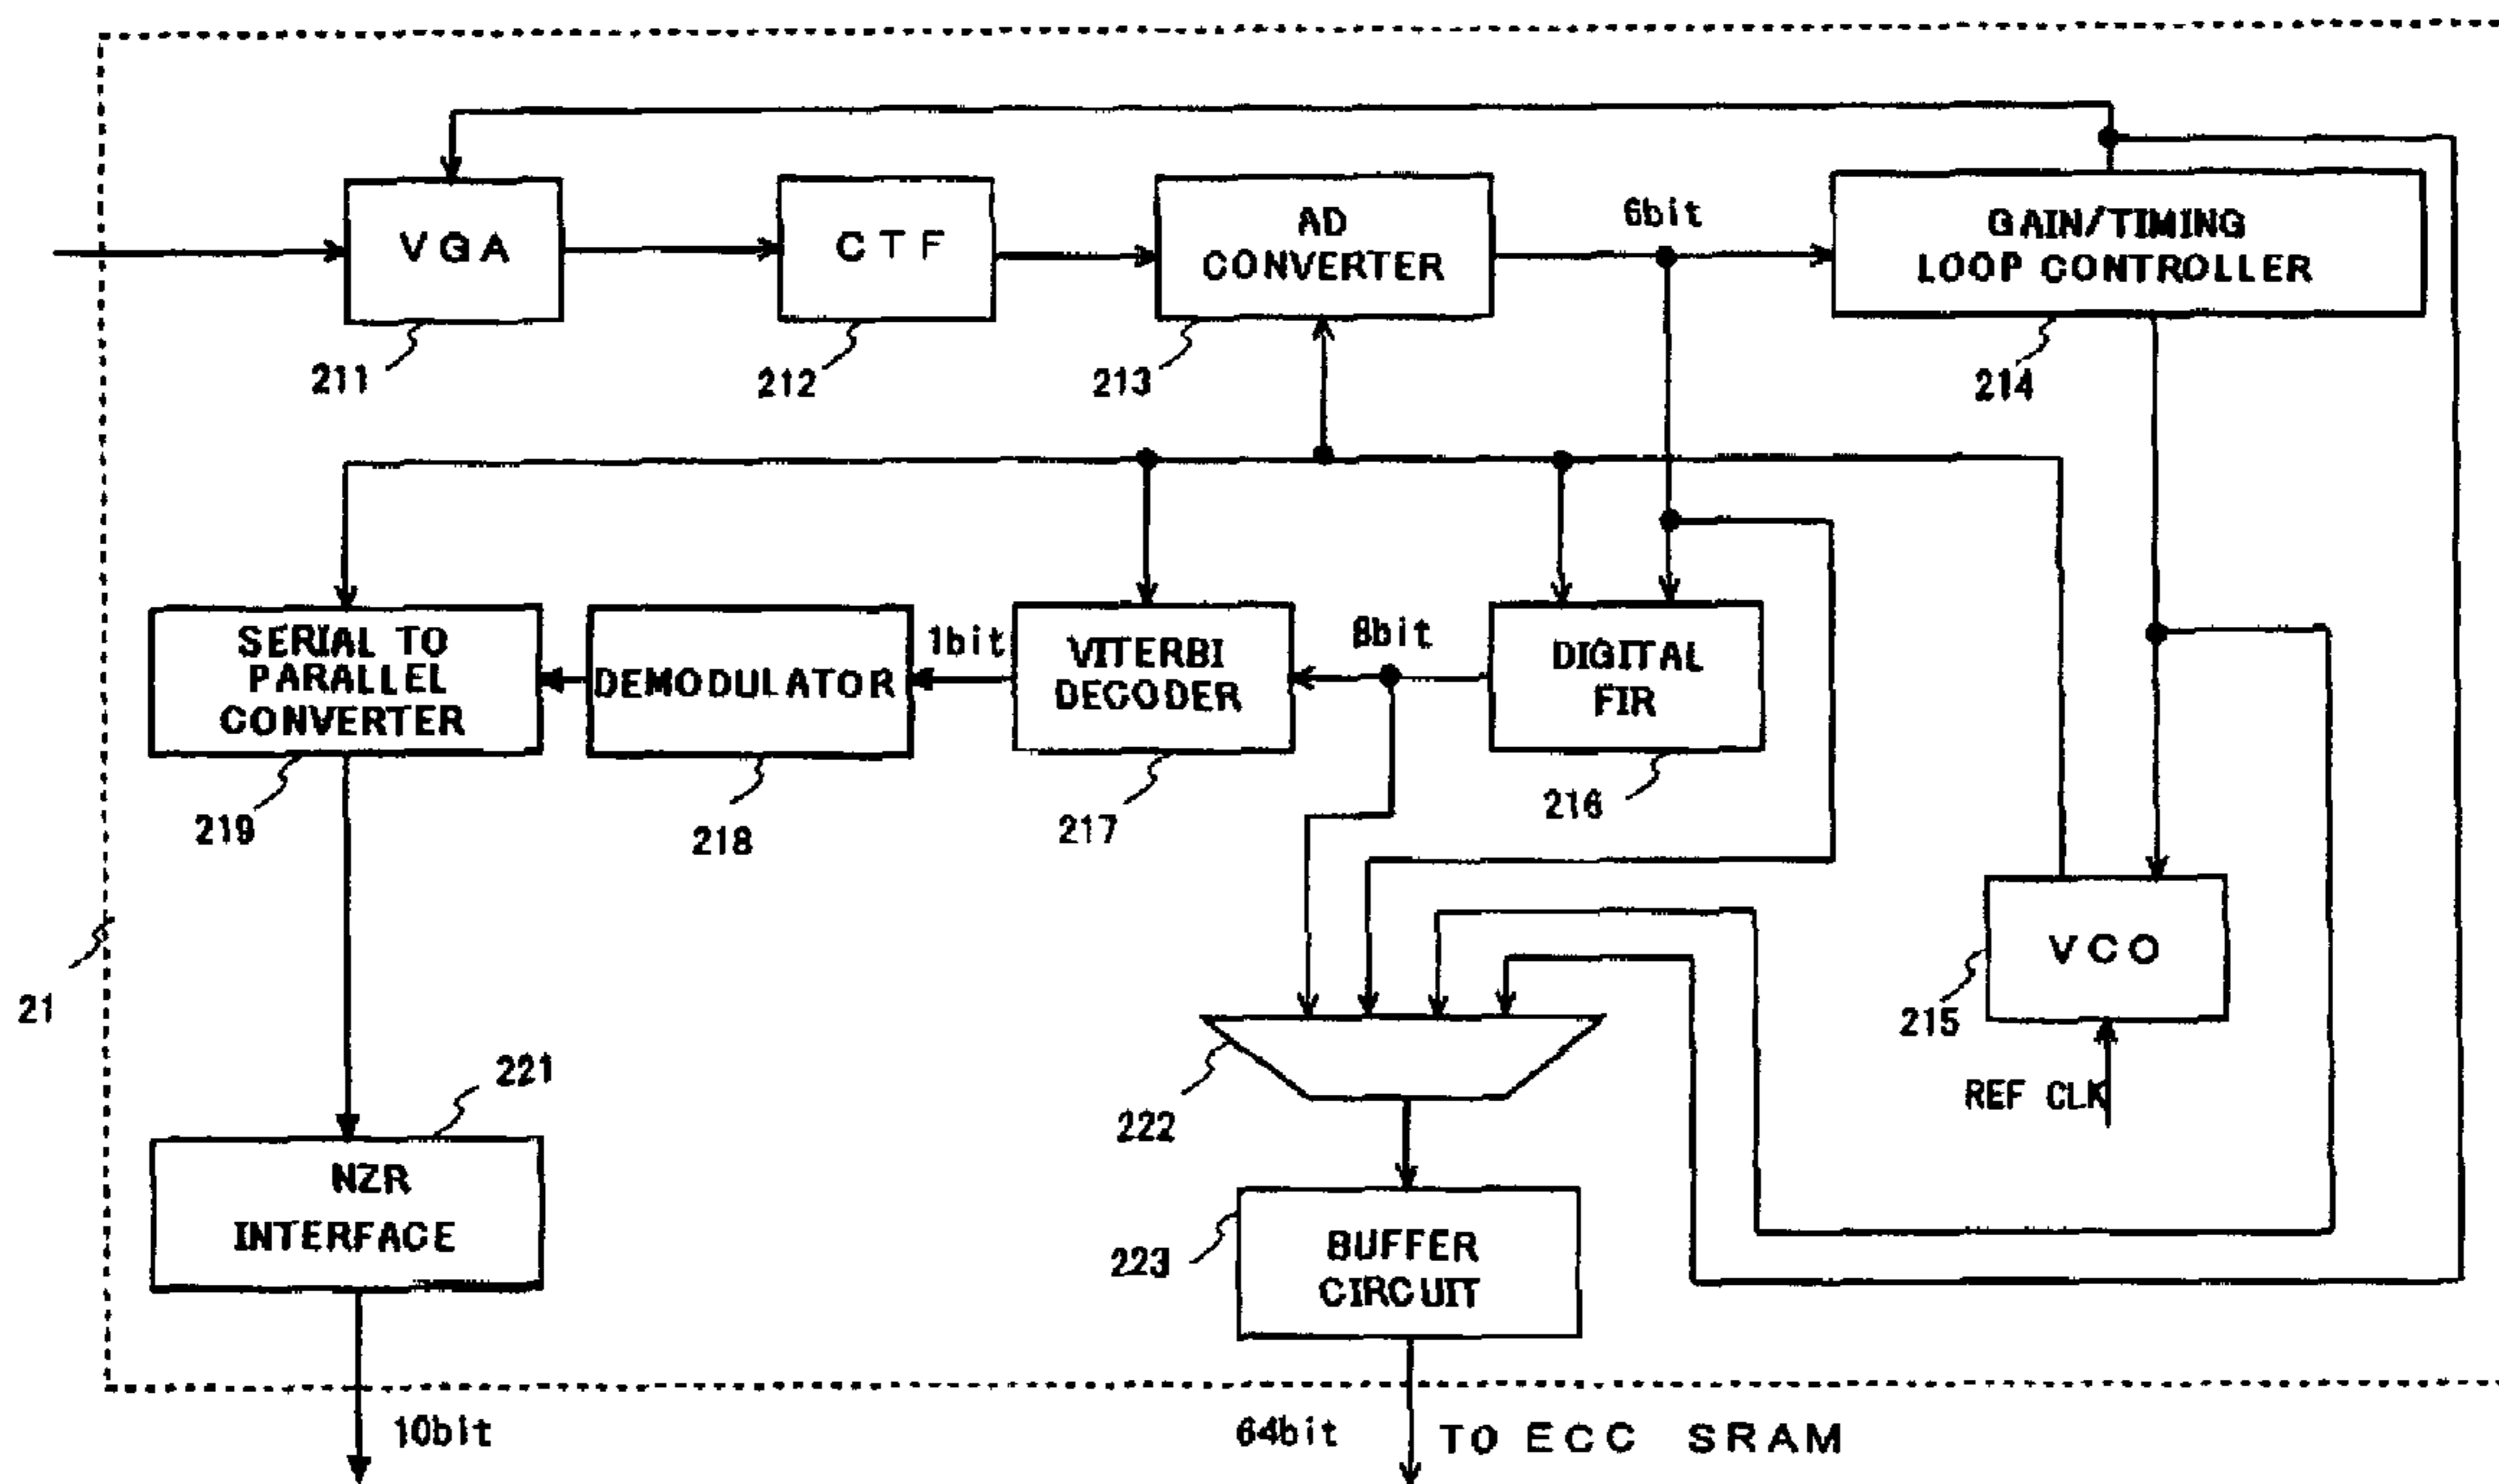 VGA
CTF
AD
CONVERTER
6bit
GAIN/TIMING
LOOP CONTROLLER
211
212
213
214
SERIAL TO
PARALLEL
CONVERTER
DEMODULATOR
1bit
VITERBI
DECODER
8bit
DIGITAL
FIR
219
218
217
216
VCO
21
215
221
222
REF CLK
NZR
INTERFACE
223
BUFFER
CIRCUIT
10bit
64bit
TO ECC SRAM